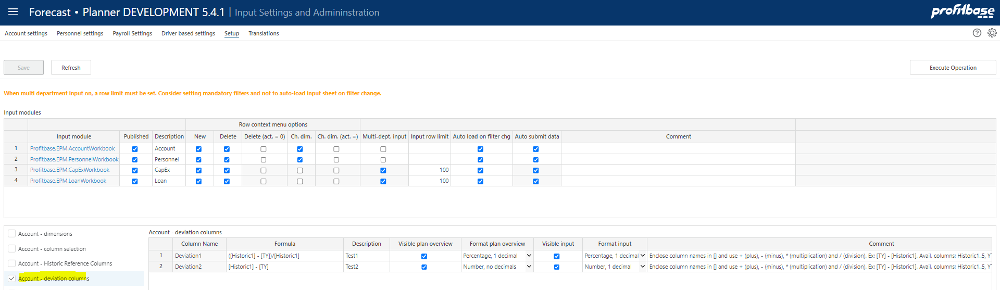 Forecast • Planner DEVELOPMENT 5.4.1 | Input Settings and Admininstration
profitbase
Account settings Personnel settings Payroll Settings Driver based settings Setup Translations
Save Refresh Execute Operation
When multi department input on, a row limit must be set. Consider setting mandatory filters and not to auto-load input sheet on filter change.
Input modules
Row context menu options
Input module Published Description New Delete Delete (act. = 0) Ch. dim. Ch. dim. (act. =) Multi-dept. input Input row limit Auto load on filter chg Auto submit data Comment
1 Profitbase.EPM.AccountWorkbook Account
2 Profitbase.EPM.PersonnelWorkbook Personnel
3 Profitbase.EPM.CapExWorkbook CapEx 100
4 Profitbase.EPM.LoanWorkbook Loan 100
Account - dimensions
Account - column selection
Account - Historic Reference Columns
Account - deviation columns
Account - deviation columns
Column Name Formula Description Visible plan overview Format plan overview Visible input Format input Comment
1 Deviation1 ([Historic1] - [TY])/[Historic1] Test1 Percentage, 1 decimal Percentage, 1 decimal Enclose column names in [] and use + (plus), - (minus), * (multiplication) and / (division). Ex: [TY] - [Historic1]. Avail. columns: Historic1..5, Y
2 Deviation2 [Historic1] - [TY] Test2 Number, no decimals Number, 1 decimal Enclose column names in [] and use + (plus), - (minus), * (multiplication) and / (division). Ex: [TY] - [Historic1]. Avail. columns: Historic1..5, Y